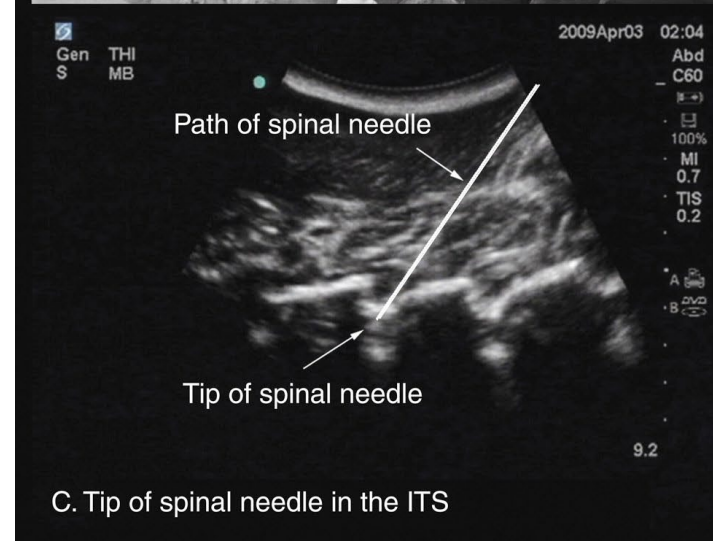 2009Apr03 02:04
Gen THI
S MB
Abd
C60
100%
MI
0.7
TIS
0.2
Path of spinal needle
A
B DVD
Tip of spinal needle
9.2
C. Tip of spinal needle in the ITS